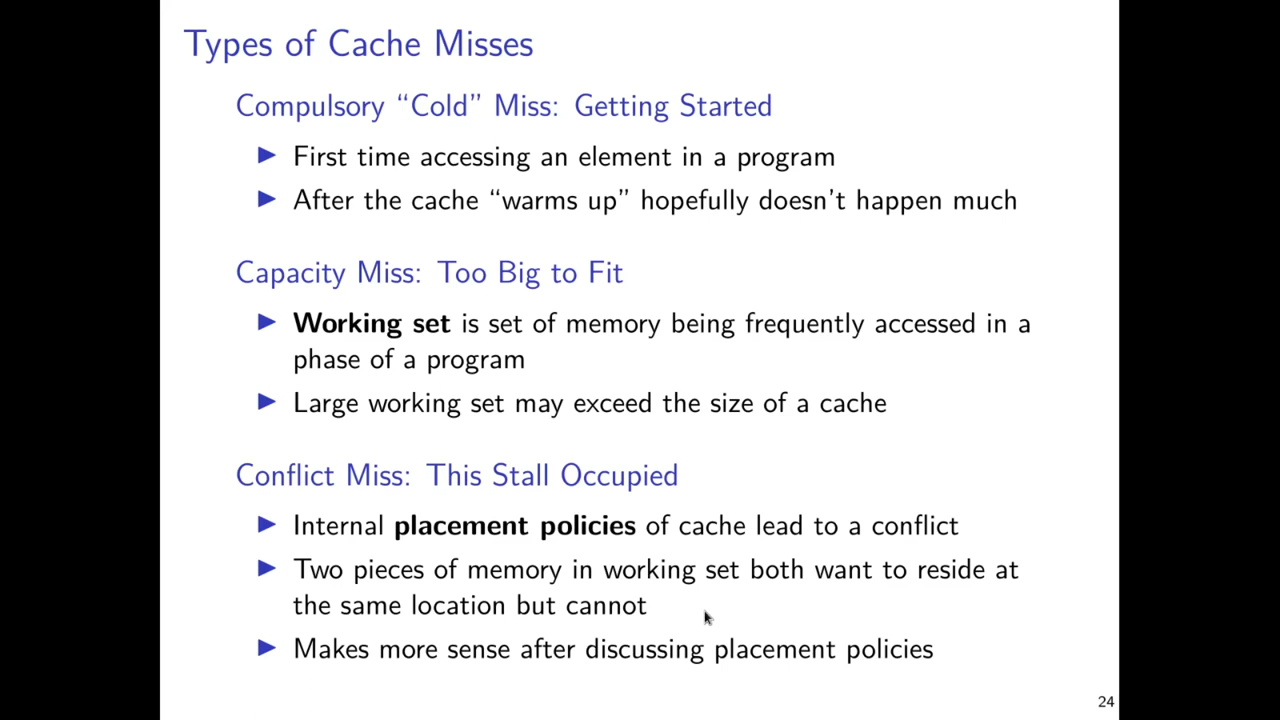 Types of Cache Misses
Compulsory “Cold” Miss: Getting Started
▶ First time accessing an element in a program
▶ After the cache “warms up” hopefully doesn’t happen much
Capacity Miss: Too Big to Fit
▶ Working set is set of memory being frequently accessed in a
phase of a program
▶ Large working set may exceed the size of a cache
Conflict Miss: This Stall Occupied
▶ Internal placement policies of cache lead to a conflict
▶ Two pieces of memory in working set both want to reside at
the same location but cannot
▶ Makes more sense after discussing placement policies
24